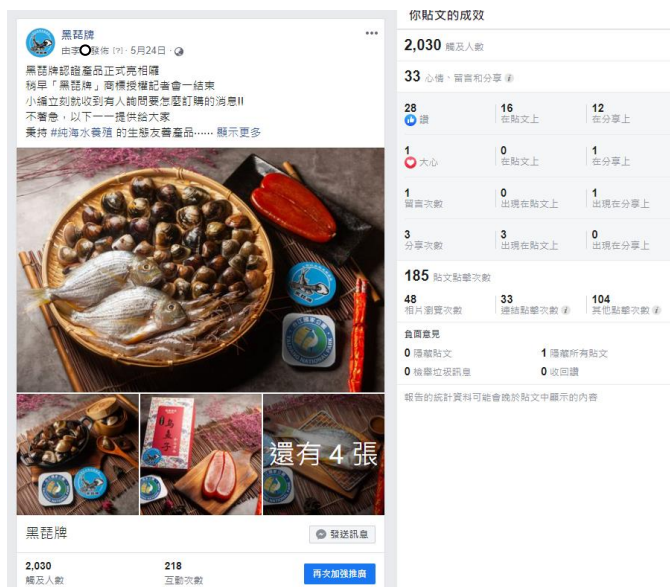 黑琵牌
由李 發佈 [?] · 5月24日 ·
黑琵牌認證產品正式亮相囉
稍早「黑琵牌」商標授權記者會一結束
小編立刻就收到有人詢問要怎麼訂購的消息!!
不著急，以下一一提供給大家
秉持 #純海水養殖 的生態友善產品...... 顯示更多
還有 4 張
黑琵牌
發送訊息
2,030
觸及人數
218
互動次數
再次加強推廣
你貼文的成效
2,030 觸及人數
33 心情、留言和分享
28 16 12
讚 在貼文上 在分享上
1 0 1
大心 在貼文上 在分享上
1 0 1
留言次數 出現在貼文上 出現在分享上
3 3 0
分享次數 出現在貼文上 出現在分享上
185 貼文點擊次數
48 33 104
相片瀏覽次數 連結點擊次數 其他點擊次數
負面意見
0 隱藏貼文 1 隱藏所有貼文
0 檢舉垃圾訊息 0 收回讚
報告的統計資料可能會晚於貼文中顯示的內容